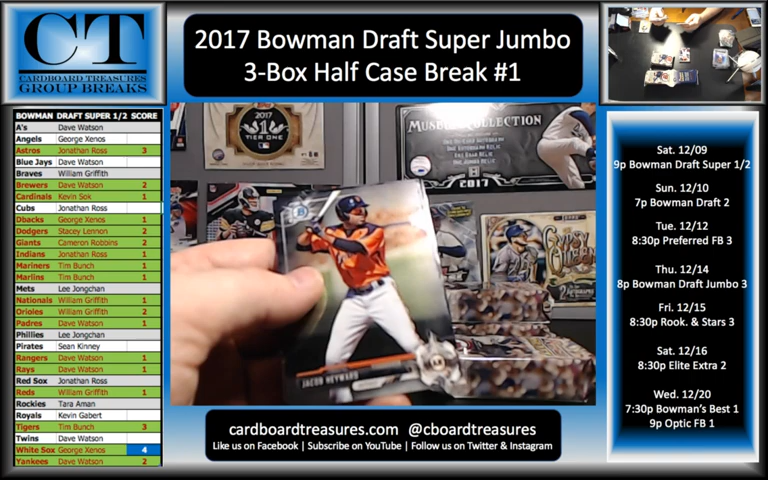 CT
CARDBOARD TREASURES
GROUP BREAKS
2017 Bowman Draft Super Jumbo
3-Box Half Case Break #1
BOWMAN DRAFT SUPER 1/2 SCORE
A's Dave Watson
Angels George Xenos
Astros Jonathan Ross 3
Blue Jays Dave Watson
Braves William Griffith
Brewers Dave Watson 2
Cardinals Kevin Sok 1
Cubs Jonathan Ross
Dbacks George Xenos 1
Dodgers Stacey Lennon 2
Giants Cameron Robbins 2
Indians Jonathan Ross 1
Mariners Tim Bunch 1
Marlins Tim Bunch 1
Mets Lee Jongchan
Nationals William Griffith 1
Orioles William Griffith 2
Padres Dave Watson 1
Phillies Lee Jongchan
Pirates Sean Kinney
Rangers Dave Watson 1
Rays Dave Watson 1
Red Sox Jonathan Ross
Reds William Griffith 1
Rockies Tara Aman
Royals Kevin Gabert
Tigers Tim Bunch 3
Twins Dave Watson
White Sox George Xenos 4
Yankees Dave Watson 2
2017
TIER ONE
MUSEUM COLLECTION
2017
GYPSY QUEEN
2
JACOB HEYWARD
Sat. 12/09
9p Bowman Draft Super 1/2
Sun. 12/10
7p Bowman Draft 2
Tue. 12/12
8:30p Preferred FB 3
Thu. 12/14
8p Bowman Draft Jumbo 3
Fri. 12/15
8:30p Rook. & Stars 3
Sat. 12/16
8:30p Elite Extra 2
Wed. 12/20
7:30p Bowman's Best 1
9p Optic FB 1
cardboardtreasures.com @cboardtreasures
Like us on Facebook | Subscribe on YouTube | Follow us on Twitter & Instagram